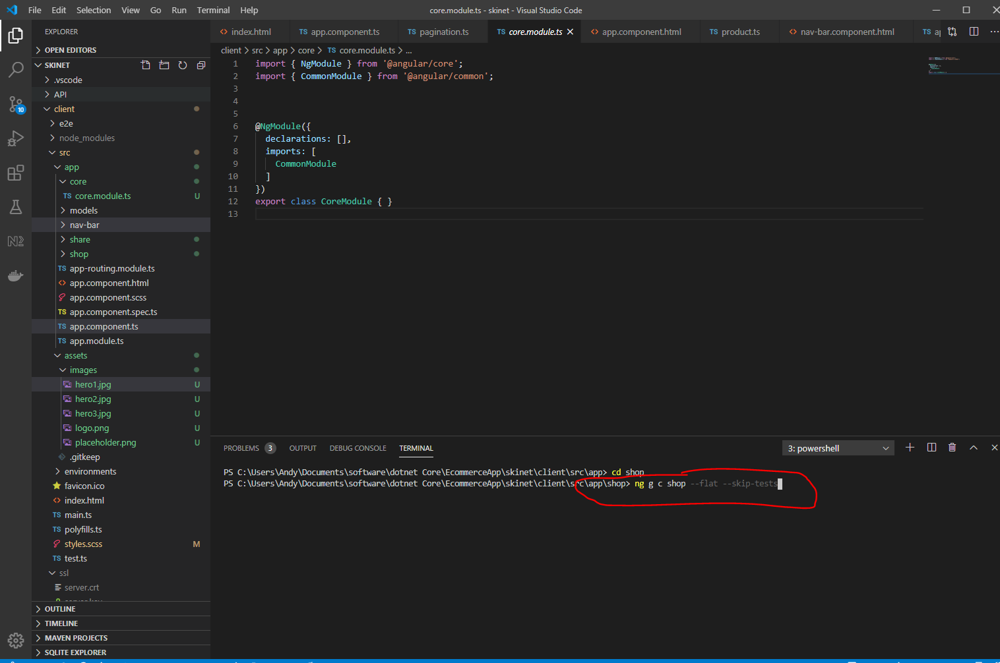 File Edit Selection View Go Run Terminal Help
core.module.ts - skinet - Visual Studio Code
EXPLORER
OPEN EDITORS
SKINET
.vscode
API
client
e2e
node_modules
src
app
core
TS core.module.ts U
models
nav-bar
share
shop
TS app-routing.module.ts
<> app.component.html
app.component.scss
TS app.component.spec.ts
TS app.component.ts
TS app.module.ts
assets
images
hero1.jpg U
hero2.jpg U
hero3.jpg U
logo.png U
placeholder.png U
.gitkeep
environments
favicon.ico
<> index.html
TS main.ts
TS polyfills.ts
styles.scss M
TS test.ts
ssl
server.crt
OUTLINE
TIMELINE
MAVEN PROJECTS
SQLITE EXPLORER
10
<> index.html
TS app.component.ts
TS pagination.ts
TS core.module.ts
<> app.component.html
TS product.ts
<> nav-bar.component.html
TS
client > src > app > core > TS core.module.ts > ...
1 import { NgModule } from '@angular/core';
2 import { CommonModule } from '@angular/common';
3
4
5
6 @NgModule({
7 declarations: [],
8 imports: [
9 CommonModule
10 ]
11 })
12 export class CoreModule { }
13
PROBLEMS 3 OUTPUT DEBUG CONSOLE TERMINAL
3: powershell
PS C:\Users\Andy\Documents\software\dotnet Core\EcommerceApp\skinet\client\src\app> cd shop
PS C:\Users\Andy\Documents\software\dotnet Core\EcommerceApp\skinet\client\src\app\shop> ng g c shop --flat --skip-tests